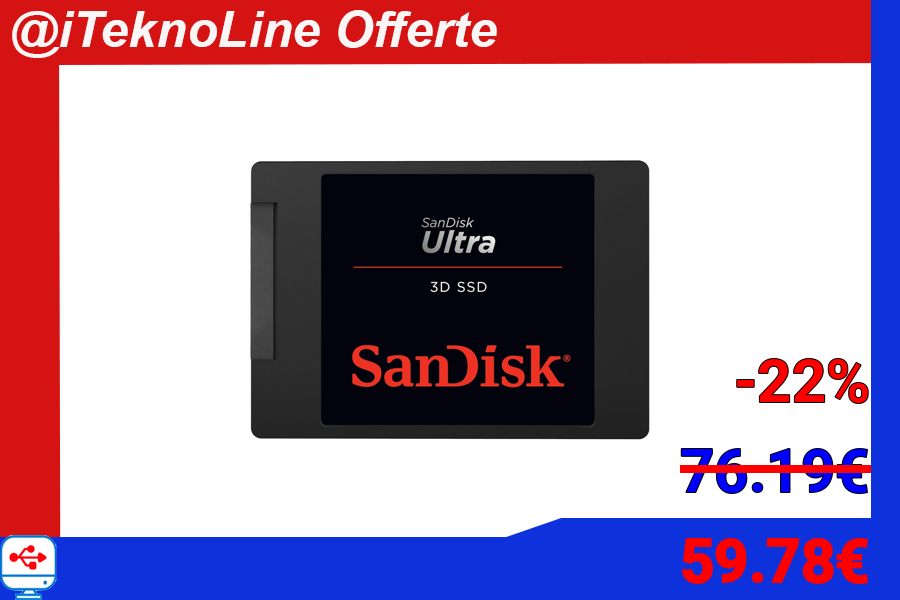 @iTeknoLine Offerte
SanDisk
Ultra
3D SSD
SanDisk®
-22%
76.19€
59.78€